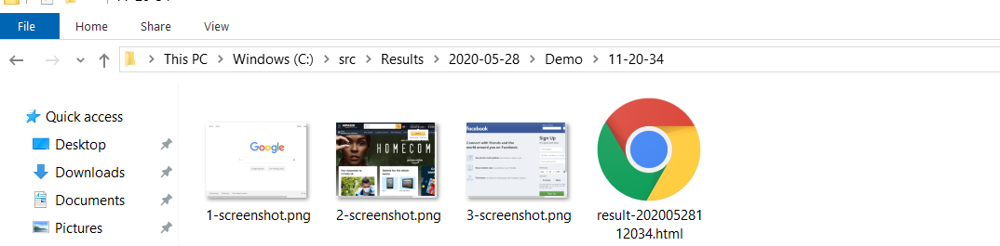 File Home Share View
This PC Windows (C:) src Results 2020-05-28 Demo 11-20-34
Quick access
Desktop
Downloads
Documents
Pictures
Google
amazon
HOMECOM
facebook
Connect with friends and the
world around you on Facebook.
Sign Up
1-screenshot.png 2-screenshot.png 3-screenshot.png result-202005281
12034.html